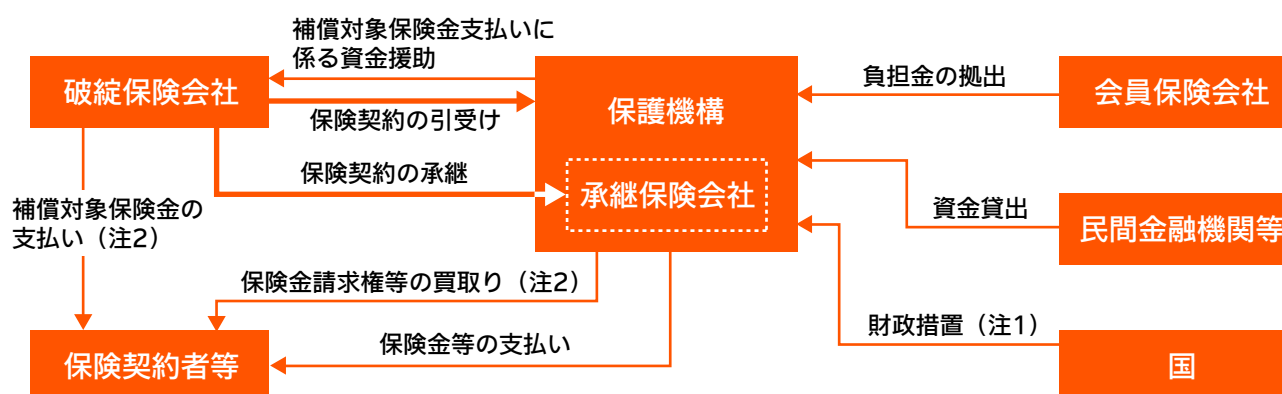 補償対象保険金支払いに
係る資金援助
破綻保険会社
保険契約の引受け
保険契約の承継
保護機構
承継保険会社
負担金の拠出
会員保険会社
資金貸出
民間金融機関等
補償対象保険金の
支払い（注2）
保険金請求権等の買取り（注2）
保険金等の支払い
保険契約者等
財政措置（注1）
国